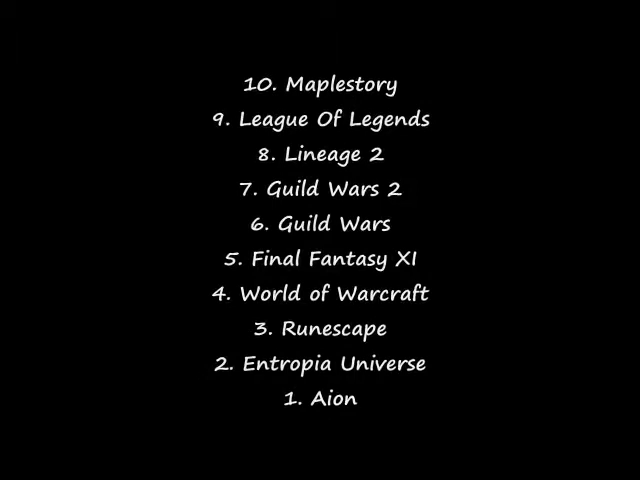 10. Maplestory
9. League Of Legends
8. Lineage 2
7. Guild Wars 2
6. Guild Wars
5. Final Fantasy XI
4. World of Warcraft
3. Runescape
2. Entropia Universe
1. Aion